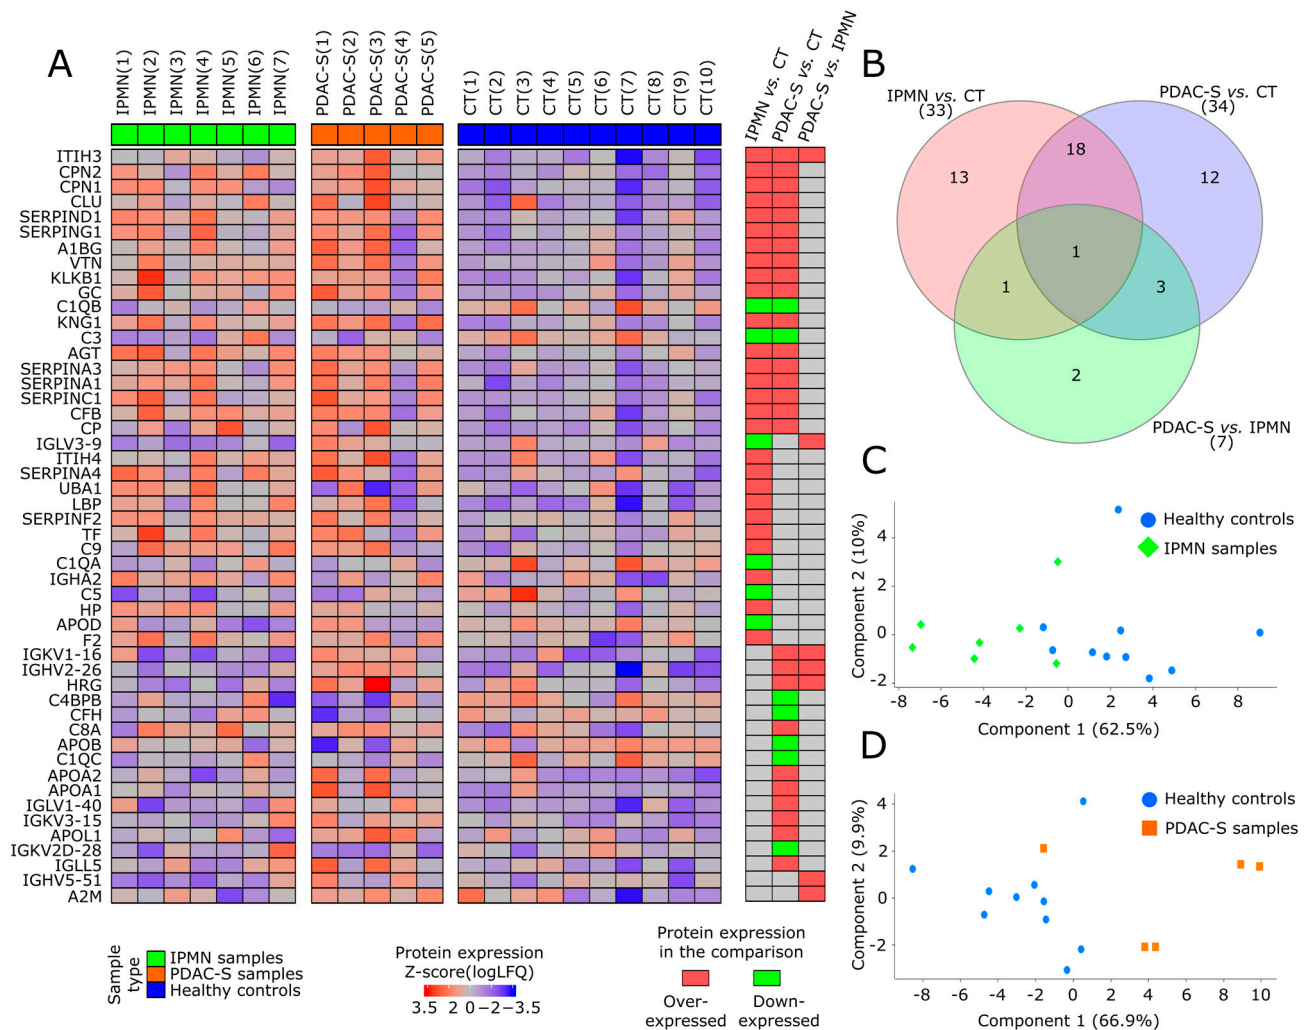 A
IPMN(1)
IPMN(2)
IPMN(3)
IPMN(4)
IPMN(5)
IPMN(6)
IPMN(7)
PDAC-S(1)
PDAC-S(2)
PDAC-S(3)
PDAC-S(4)
PDAC-S(5)
CT(1)
CT(2)
CT(3)
CT(4)
CT(5)
CT(6)
CT(7)
CT(8)
CT(9)
CT(10)
IPMN vs. CT
PDAC-S vs. CT
PDAC-S vs. IPMN
ITIH3
CPN2
CPN1
CLU
SERPIND1
SERPING1
A1BG
VTN
KLKB1
GC
C1QB
KNG1
C3
AGT
SERPINA3
SERPINA1
SERPINC1
CFB
CP
IGLV3-9
ITIH4
SERPINA4
UBA1
LBP
SERPINF2
TF
C9
C1QA
IGHA2
C5
HP
APOD
F2
IGKV1-16
IGHV2-26
HRG
C4BPB
CFH
C8A
APOB
C1QC
APOA2
APOA1
IGLV1-40
IGKV3-15
APOL1
IGKV2D-28
IGLL5
IGHV5-51
A2M
Sample
type
IPMN samples
PDAC-S samples
Healthy controls
Protein expression
Z-score(logLFQ)
3.5 2 0 −2−3.5
Protein expression
in the comparison
Over-
expressed
Down-
expressed
B
IPMN vs. CT
(33)
PDAC-S vs. CT
(34)
13
18
12
1
1
3
2
PDAC-S vs. IPMN
(7)
C
Healthy controls
IPMN samples
Component 2 (10%)
4
2
0
-2
-8 -6 -4 -2 0 2 4 6 8
Component 1 (62.5%)
D
Healthy controls
PDAC-S samples
Component 2 (9.9%)
4
2
0
-2
-8 -6 -4 -2 0 2 4 6 8 10
Component 1 (66.9%)